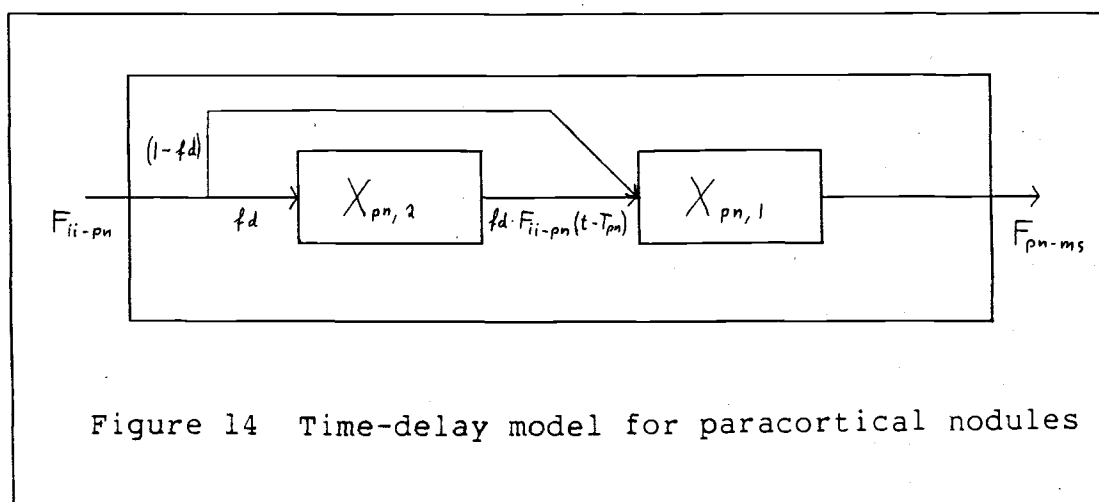 (1-fd)
F_{ii-pn}
fd
X_{pn,2}
fd·F_{ii-pn}(t-T_{pn})
X_{pn,1}
F_{pn-ms}
Figure 14 Time-delay model for paracortical nodules